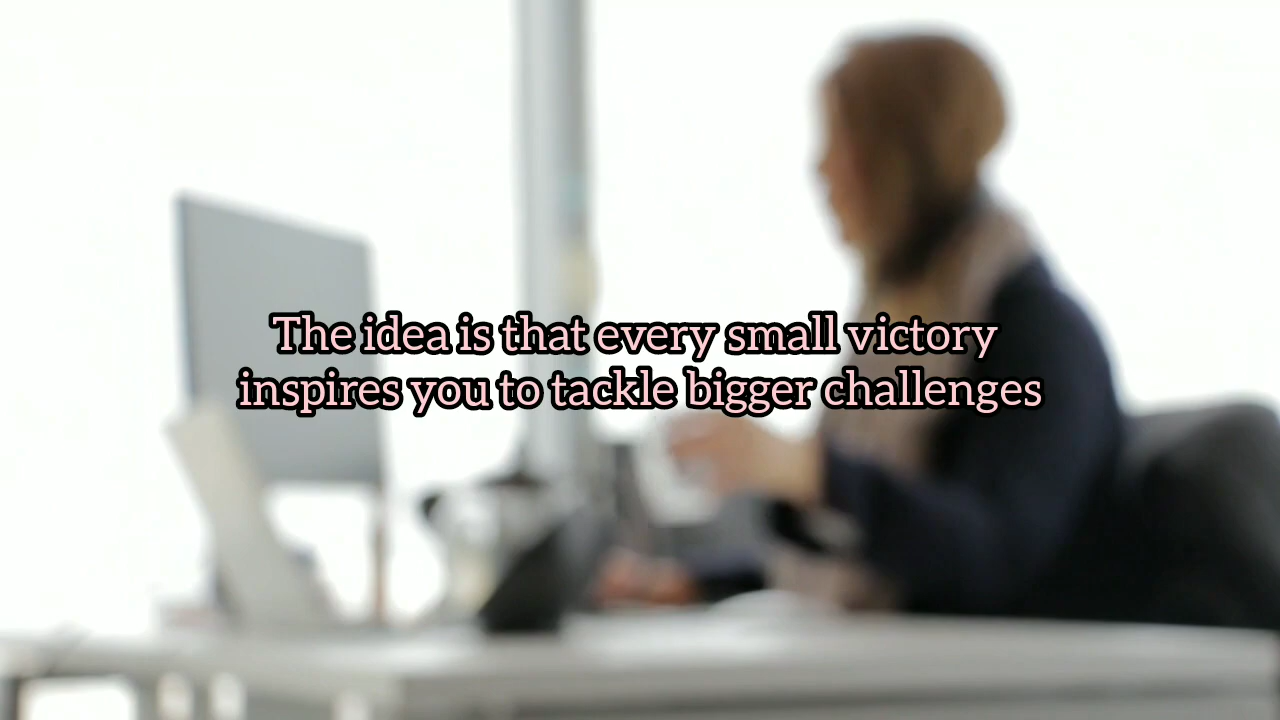 The idea is that every small victory
inspires you to tackle bigger challenges